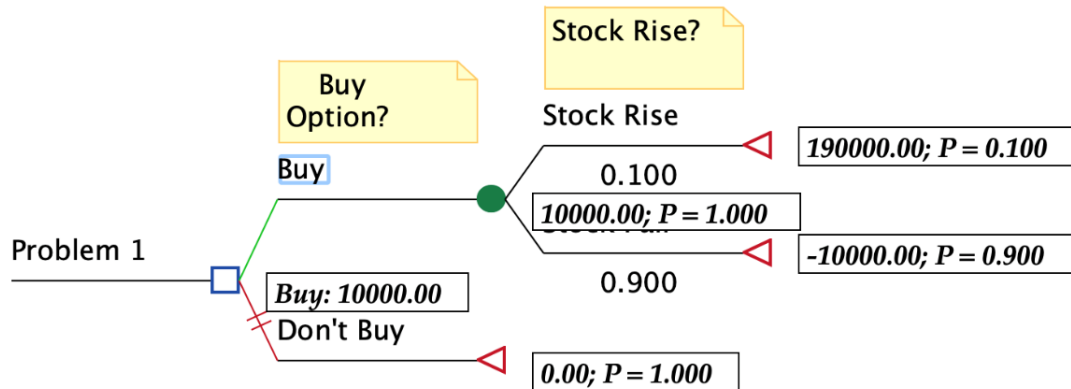 Stock Rise?
Buy
Option?
Stock Rise
Buy
190000.00; P = 0.100
0.100
10000.00; P = 1.000
Problem 1
-10000.00; P = 0.900
0.900
Buy: 10000.00
Don't Buy
0.00; P = 1.000